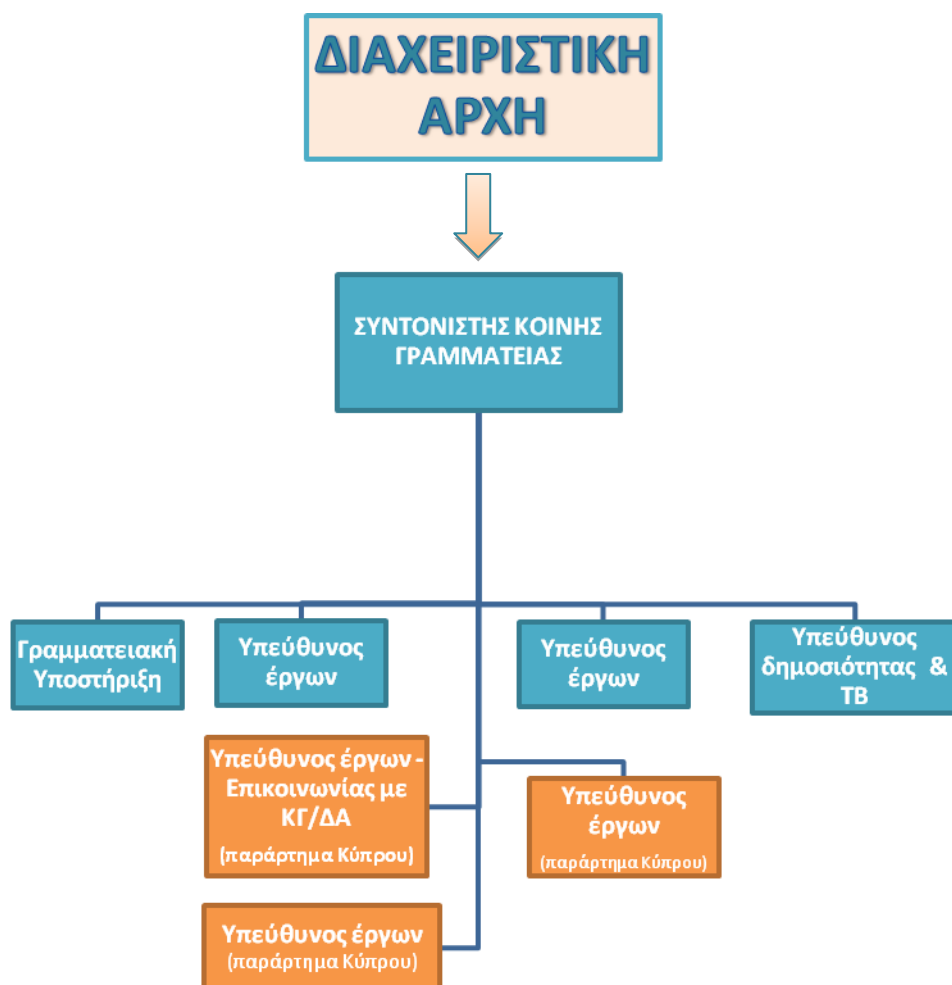 ΔΙΑΧΕΙΡΙΣΤΙΚΗ
ΑΡΧΗ
ΣΥΝΤΟΝΙΣΤΗΣ ΚΟΙΝΗΣ
ΓΡΑΜΜΑΤΕΙΑΣ
Γραμματειακή
Υποστήριξη
Υπεύθυνος
έργων
Υπεύθυνος
έργων
Υπεύθυνος
δημοσιότητας &
ΤΒ
Υπεύθυνος έργων -
Επικοινωνίας με
ΚΓ/ΔΑ
(παράρτημα Κύπρου)
Υπεύθυνος
έργων
(παράρτημα Κύπρου)
Υπεύθυνος έργων
(παράρτημα Κύπρου)